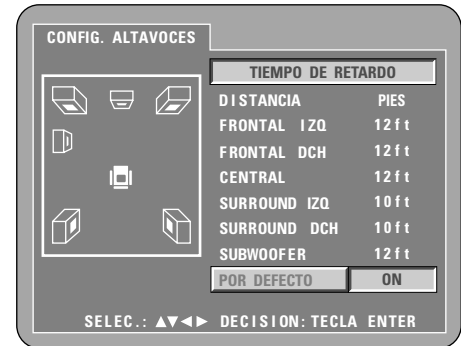 CONFIG. ALTAVOCES
TIEMPO DE RETARDO
DISTANCIA PIES
FRONTAL IZQ 12ft
FRONTAL DCH 12ft
CENTRAL 12ft
SURROUND IZQ 10ft
SURROUND DCH 10ft
SUBWOOFER 12ft
POR DEFECTO ON
SELEC.: ▲▼◄► DECISION: TECLA ENTER